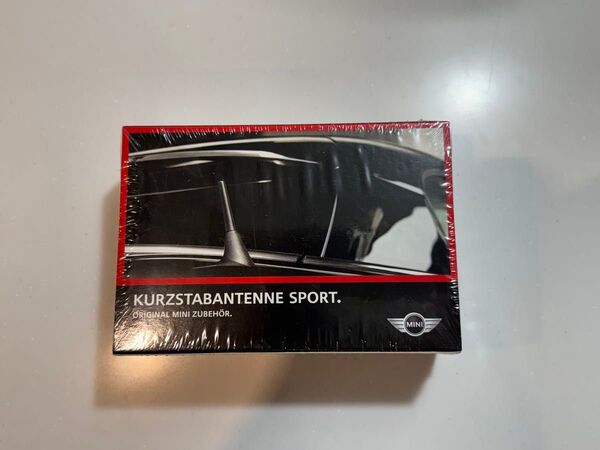 KURZSTABANTENNE SPORT.
ORIGINAL MINI ZUBEHÖR.
MINI